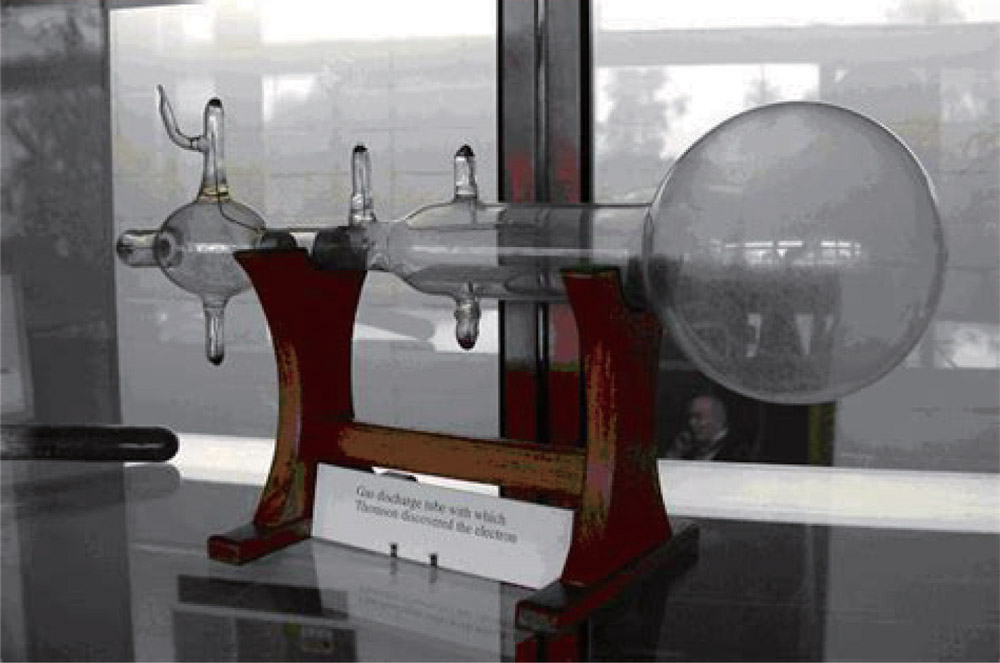 Gas discharge tube with which
Thomson discovered the electron